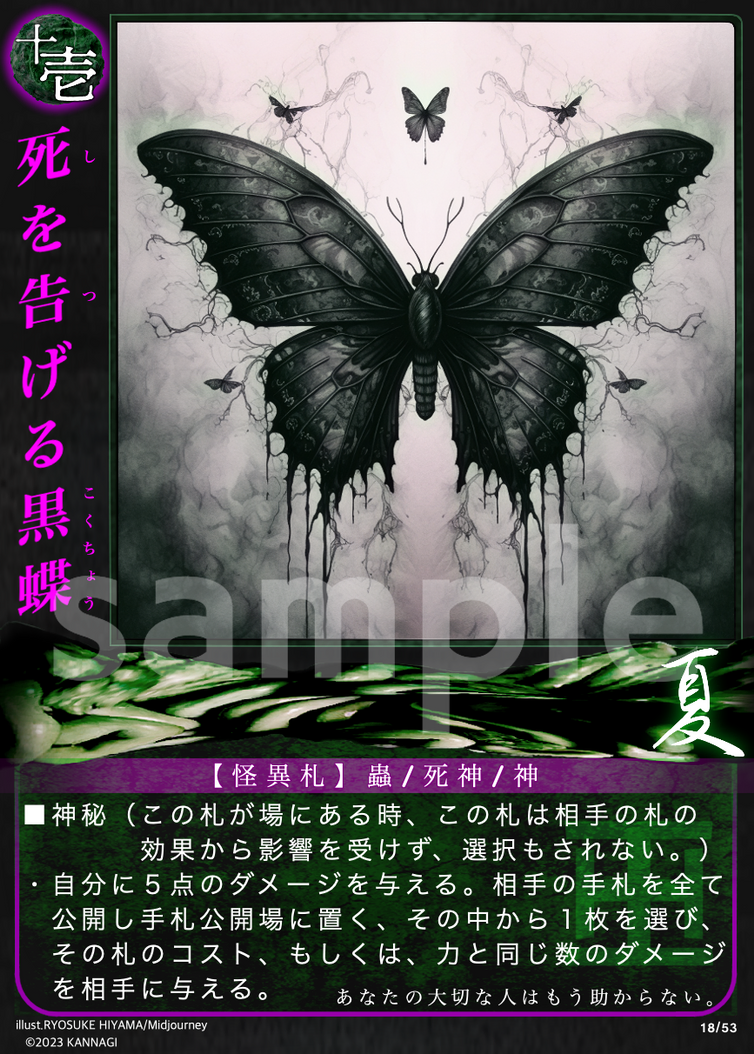 十壱
死を告げる黒蝶
し
つ
こくちょう
sample
夏
【怪異札】蟲/死神/神
■神秘（この札が場にある時、この札は相手の札の
効果から影響を受けず、選択もされない。）
・自分に５点のダメージを与える。相手の手札を全て
公開し手札公開場に置く、その中から１枚を選び、
その札のコスト、もしくは、力と同じ数のダメージ
を相手に与える。
あなたの大切な人はもう助からない。
illust.RYOSUKE HIYAMA/Midjourney
18/53
©2023 KANNAGI